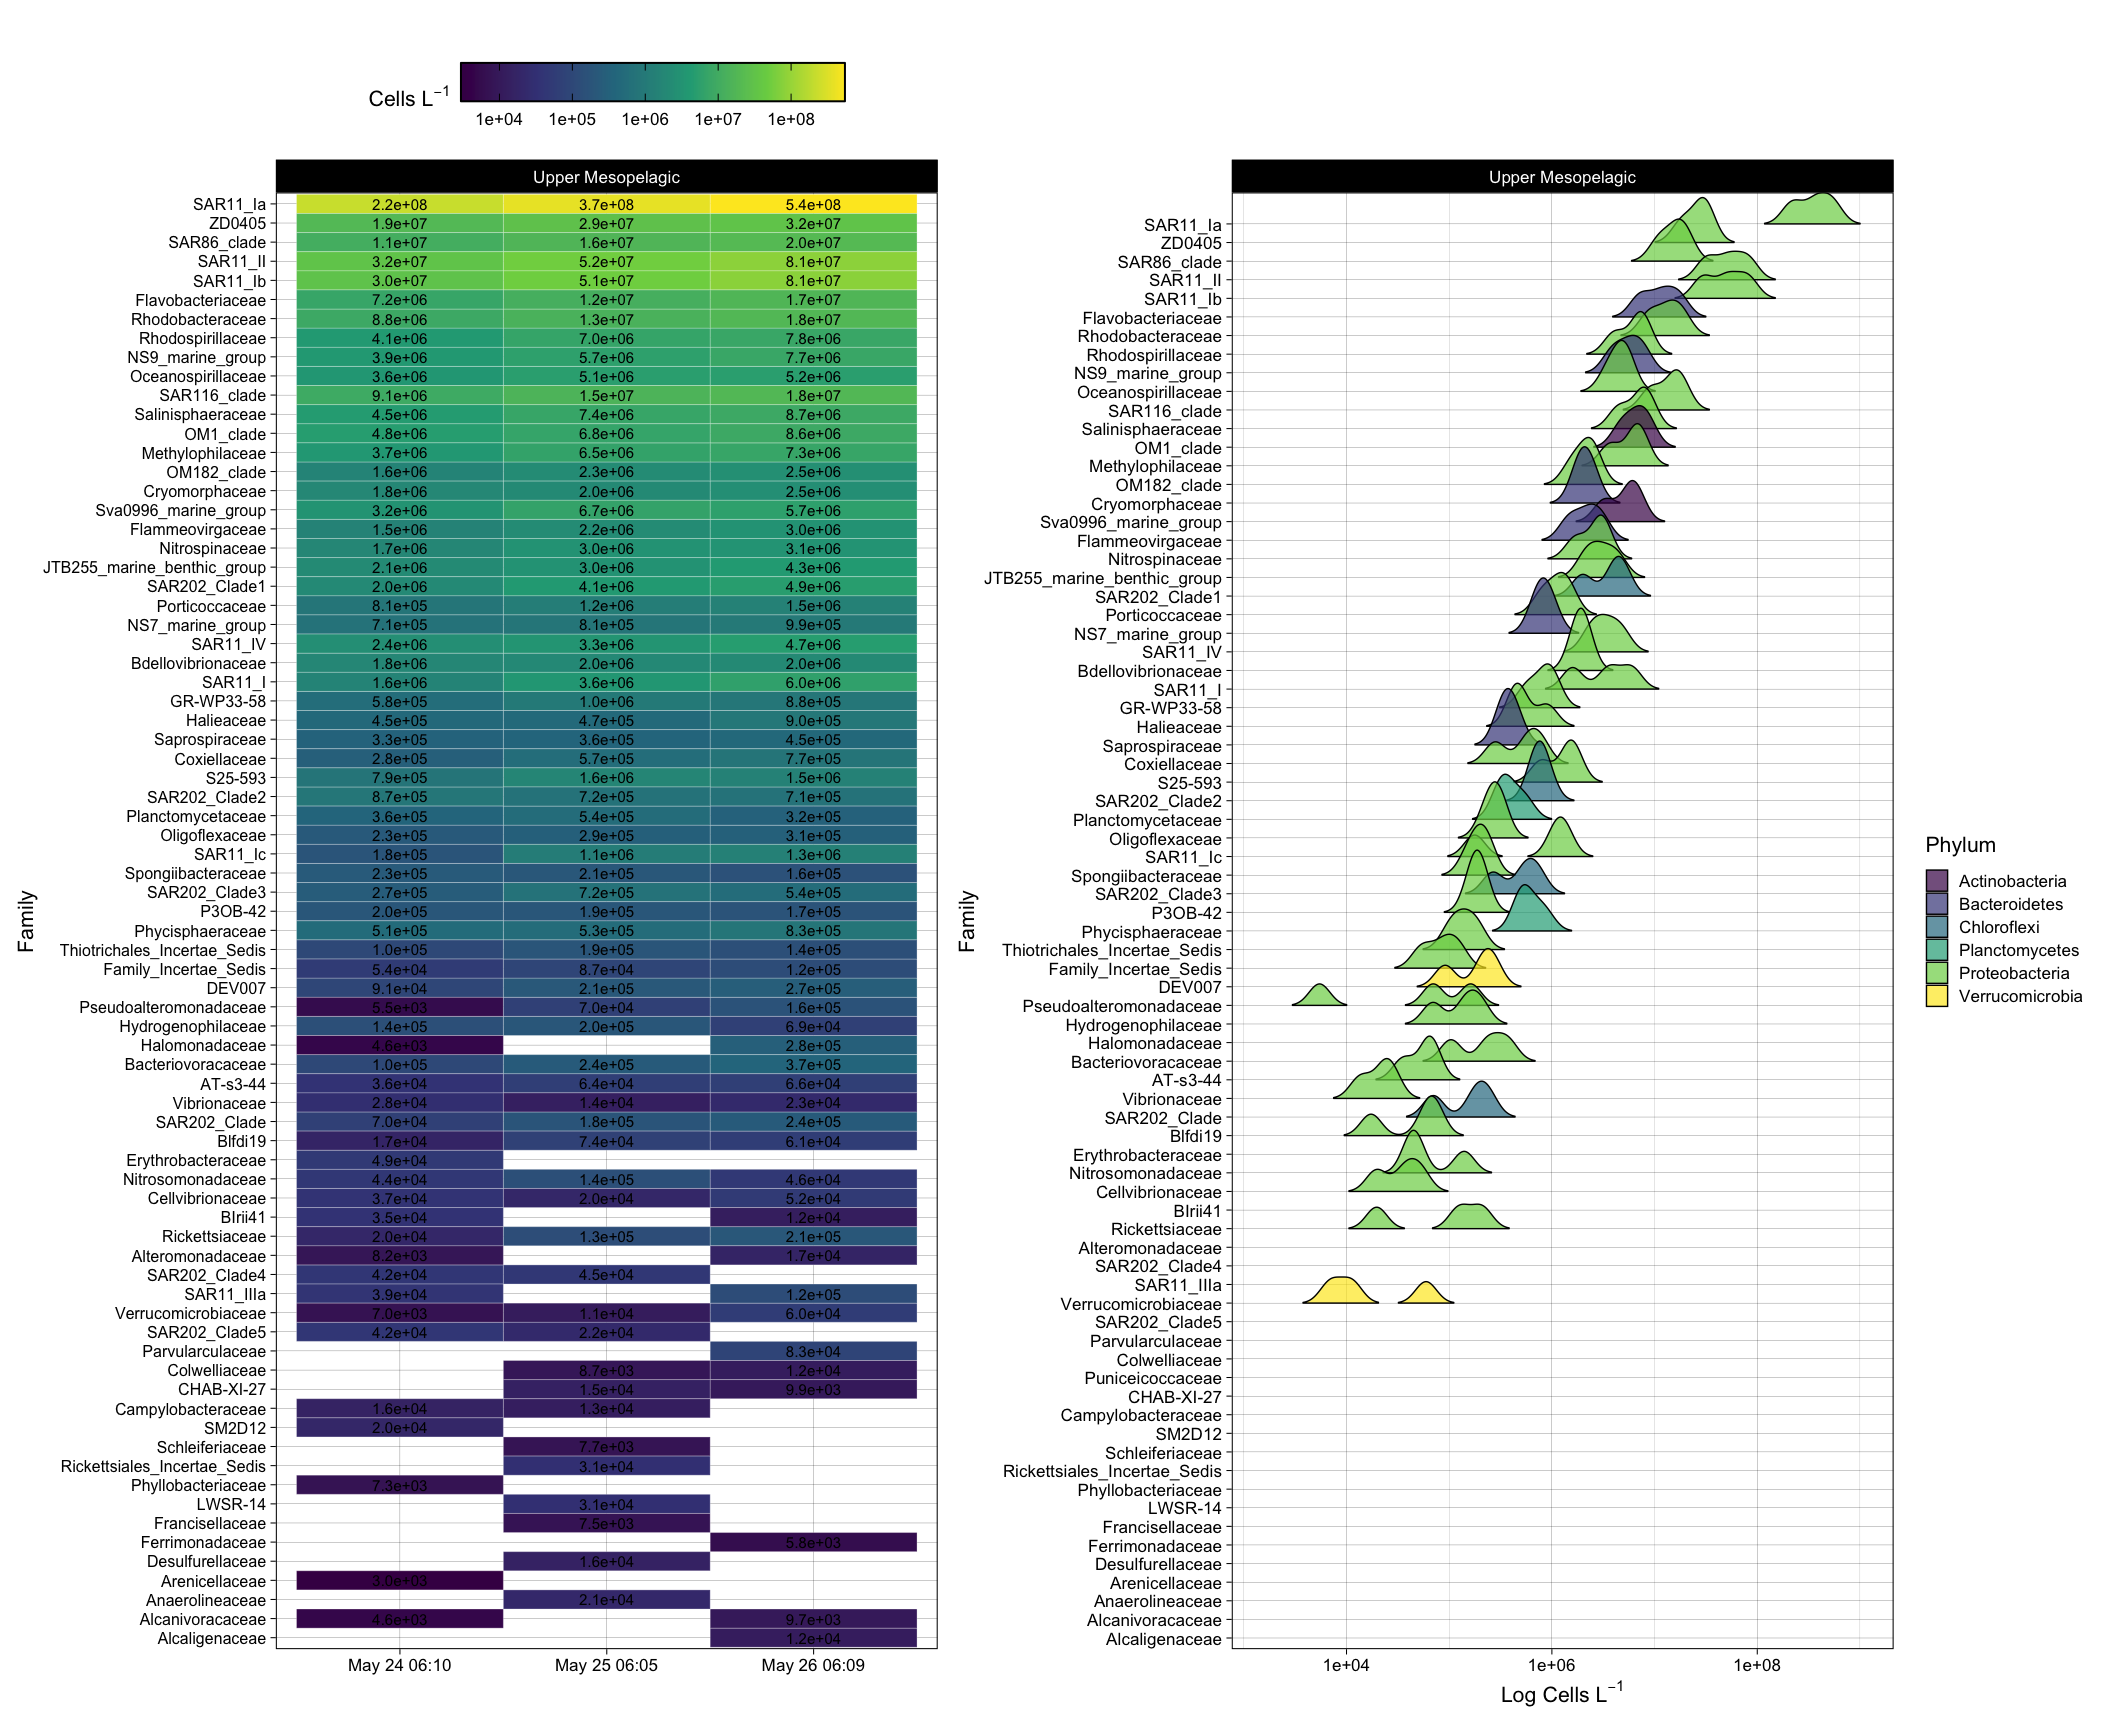 Cells L−1
1e+04 1e+05 1e+06 1e+07 1e+08
Upper Mesopelagic
Family
SAR11_Ia 2.2e+08 3.7e+08 5.4e+08
ZD0405 1.9e+07 2.9e+07 3.2e+07
SAR86_clade 1.1e+07 1.6e+07 2.0e+07
SAR11_II 3.2e+07 5.2e+07 8.1e+07
SAR11_Ib 3.0e+07 5.1e+07 8.1e+07
Flavobacteriaceae 7.2e+06 1.2e+07 1.7e+07
Rhodobacteraceae 8.8e+06 1.3e+07 1.8e+07
Rhodospirillaceae 4.1e+06 7.0e+06 7.8e+06
NS9_marine_group 3.9e+06 5.7e+06 7.7e+06
Oceanospirillaceae 3.6e+06 5.1e+06 5.2e+06
SAR116_clade 9.1e+06 1.5e+07 1.8e+07
Salinisphaeraceae 4.5e+06 7.4e+06 8.7e+06
OM1_clade 4.8e+06 6.8e+06 8.6e+06
Methylophilaceae 3.7e+06 6.5e+06 7.3e+06
OM182_clade 1.6e+06 2.3e+06 2.5e+06
Cryomorphaceae 1.8e+06 2.0e+06 2.5e+06
Sva0996_marine_group 3.2e+06 6.7e+06 5.7e+06
Flammeovirgaceae 1.5e+06 2.2e+06 3.0e+06
Nitrospinaceae 1.7e+06 3.0e+06 3.1e+06
JTB255_marine_benthic_group 2.1e+06 3.0e+06 4.3e+06
SAR202_Clade1 2.0e+06 4.1e+06 4.9e+06
Porticoccaceae 8.1e+05 1.2e+06 1.5e+06
NS7_marine_group 7.1e+05 8.1e+05 9.9e+05
SAR11_IV 2.4e+06 3.3e+06 4.7e+06
Bdellovibrionaceae 1.8e+06 2.0e+06 2.0e+06
SAR11_I 1.6e+06 3.6e+06 6.0e+06
GR-WP33-58 5.8e+05 1.0e+06 8.8e+05
Halieaceae 4.5e+05 4.7e+05 9.0e+05
Saprospiraceae 3.3e+05 3.6e+05 4.5e+05
Coxiellaceae 2.8e+05 5.7e+05 7.7e+05
S25-593 7.9e+05 1.6e+06 1.5e+06
SAR202_Clade2 8.7e+05 7.2e+05 7.1e+05
Planctomycetaceae 3.6e+05 5.4e+05 3.2e+05
Oligoflexaceae 2.3e+05 2.9e+05 3.1e+05
SAR11_Ic 1.8e+05 1.1e+06 1.3e+06
Spongiibacteraceae 2.3e+05 2.1e+05 1.6e+05
SAR202_Clade3 2.7e+05 7.2e+05 5.4e+05
P3OB-42 2.0e+05 1.9e+05 1.7e+05
Phycisphaeraceae 5.1e+05 5.3e+05 8.3e+05
Thiotrichales_Incertae_Sedis 1.0e+05 1.9e+05 1.4e+05
Family_Incertae_Sedis 5.4e+04 8.7e+04 1.2e+05
DEV007 9.1e+04 2.1e+05 2.7e+05
Pseudoalteromonadaceae 5.5e+03 7.0e+04 1.6e+05
Hydrogenophilaceae 1.4e+05 2.0e+05 6.9e+04
Halomonadaceae 4.6e+03 2.8e+05
Bacteriovoracaceae 1.0e+05 2.4e+05 3.7e+05
AT-s3-44 3.6e+04 6.4e+04 6.6e+04
Vibrionaceae 2.8e+04 1.4e+04 2.3e+04
SAR202_Clade 7.0e+04 1.8e+05 2.4e+05
Blfdi19 1.7e+04 7.4e+04 6.1e+04
Erythrobacteraceae 4.9e+04
Nitrosomonadaceae 4.4e+04 1.4e+05 4.6e+04
Cellvibrionaceae 3.7e+04 2.0e+04 5.2e+04
BIrii41 3.5e+04 1.2e+04
Rickettsiaceae 2.0e+04 1.3e+05 2.1e+05
Alteromonadaceae 8.2e+03 1.7e+04
SAR202_Clade4 4.2e+04 4.5e+04
SAR11_IIIa 3.9e+04 1.2e+05
Verrucomicrobiaceae 7.0e+03 1.1e+04 6.0e+04
SAR202_Clade5 4.2e+04 2.2e+04
Parvularculaceae 8.3e+04
Colwelliaceae 8.7e+03 1.2e+04
CHAB-XI-27 1.5e+04 9.9e+03
Campylobacteraceae 1.6e+04 1.3e+04
SM2D12 2.0e+04
Schleiferiaceae 7.7e+03
Rickettsiales_Incertae_Sedis 3.1e+04
Phyllobacteriaceae 7.3e+03
LWSR-14 3.1e+04
Francisellaceae 7.5e+03
Ferrimonadaceae 5.8e+03
Desulfurellaceae 1.6e+04
Arenicellaceae 3.0e+03
Anaerolineaceae 2.1e+04
Alcanivoracaceae 4.6e+03 9.7e+03
Alcaligenaceae 1.2e+04
May 24 06:10 May 25 06:05 May 26 06:09
Upper Mesopelagic
Family
SAR11_Ia
ZD0405
SAR86_clade
SAR11_II
SAR11_Ib
Flavobacteriaceae
Rhodobacteraceae
Rhodospirillaceae
NS9_marine_group
Oceanospirillaceae
SAR116_clade
Salinisphaeraceae
OM1_clade
Methylophilaceae
OM182_clade
Cryomorphaceae
Sva0996_marine_group
Flammeovirgaceae
Nitrospinaceae
JTB255_marine_benthic_group
SAR202_Clade1
Porticoccaceae
NS7_marine_group
SAR11_IV
Bdellovibrionaceae
SAR11_I
GR-WP33-58
Halieaceae
Saprospiraceae
Coxiellaceae
S25-593
SAR202_Clade2
Planctomycetaceae
Oligoflexaceae
SAR11_Ic
Spongiibacteraceae
SAR202_Clade3
P3OB-42
Phycisphaeraceae
Thiotrichales_Incertae_Sedis
Family_Incertae_Sedis
DEV007
Pseudoalteromonadaceae
Hydrogenophilaceae
Halomonadaceae
Bacteriovoracaceae
AT-s3-44
Vibrionaceae
SAR202_Clade
Blfdi19
Erythrobacteraceae
Nitrosomonadaceae
Cellvibrionaceae
BIrii41
Rickettsiaceae
Alteromonadaceae
SAR202_Clade4
SAR11_IIIa
Verrucomicrobiaceae
SAR202_Clade5
Parvularculaceae
Colwelliaceae
Puniceicoccaceae
CHAB-XI-27
Campylobacteraceae
SM2D12
Schleiferiaceae
Rickettsiales_Incertae_Sedis
Phyllobacteriaceae
LWSR-14
Francisellaceae
Ferrimonadaceae
Desulfurellaceae
Arenicellaceae
Anaerolineaceae
Alcanivoracaceae
Alcaligenaceae
1e+04 1e+06 1e+08
Log Cells L−1
Phylum
Actinobacteria
Bacteroidetes
Chloroflexi
Planctomycetes
Proteobacteria
Verrucomicrobia